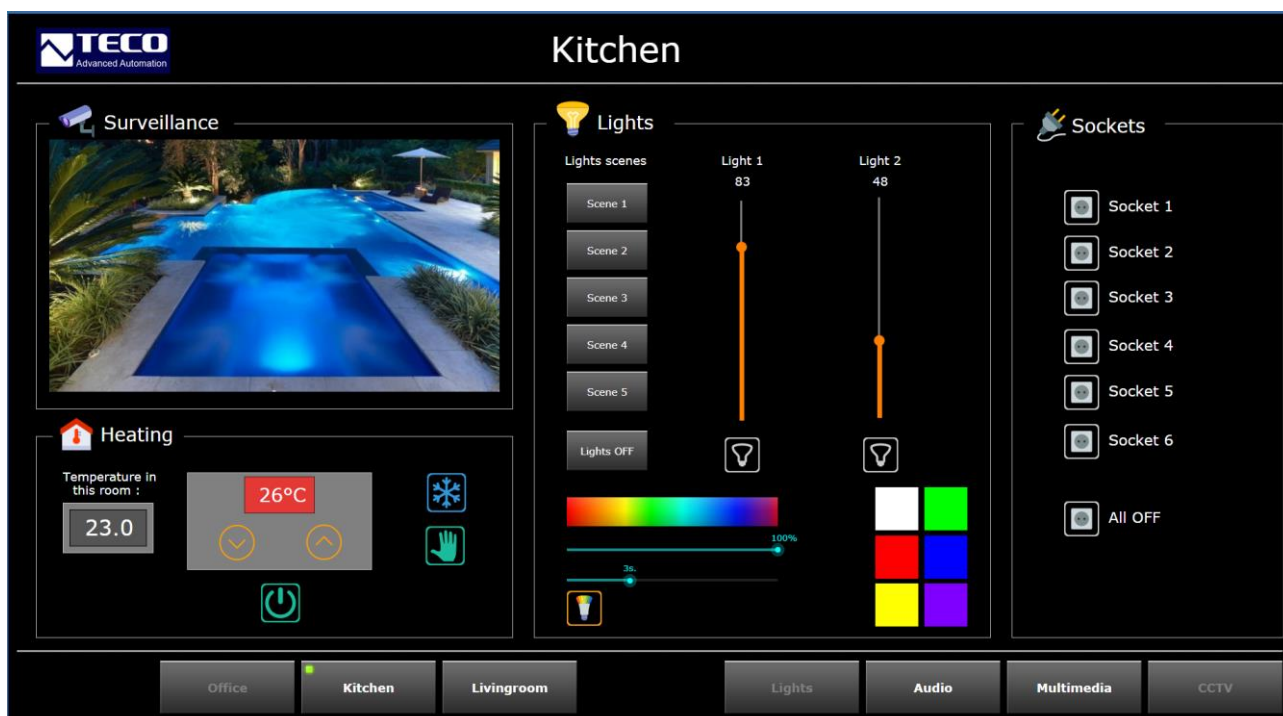 TECO
Advanced Automation
Kitchen
Surveillance
Lights
Sockets
Lights scenes
Light 1
Light 2
83
48
Scene 1
Scene 2
Scene 3
Scene 4
Scene 5
Lights OFF
Socket 1
Socket 2
Socket 3
Socket 4
Socket 5
Socket 6
All OFF
Heating
Temperature in
this room :
23.0
26°C
100%
3s.
Office
Kitchen
Livingroom
Lights
Audio
Multimedia
CCTV